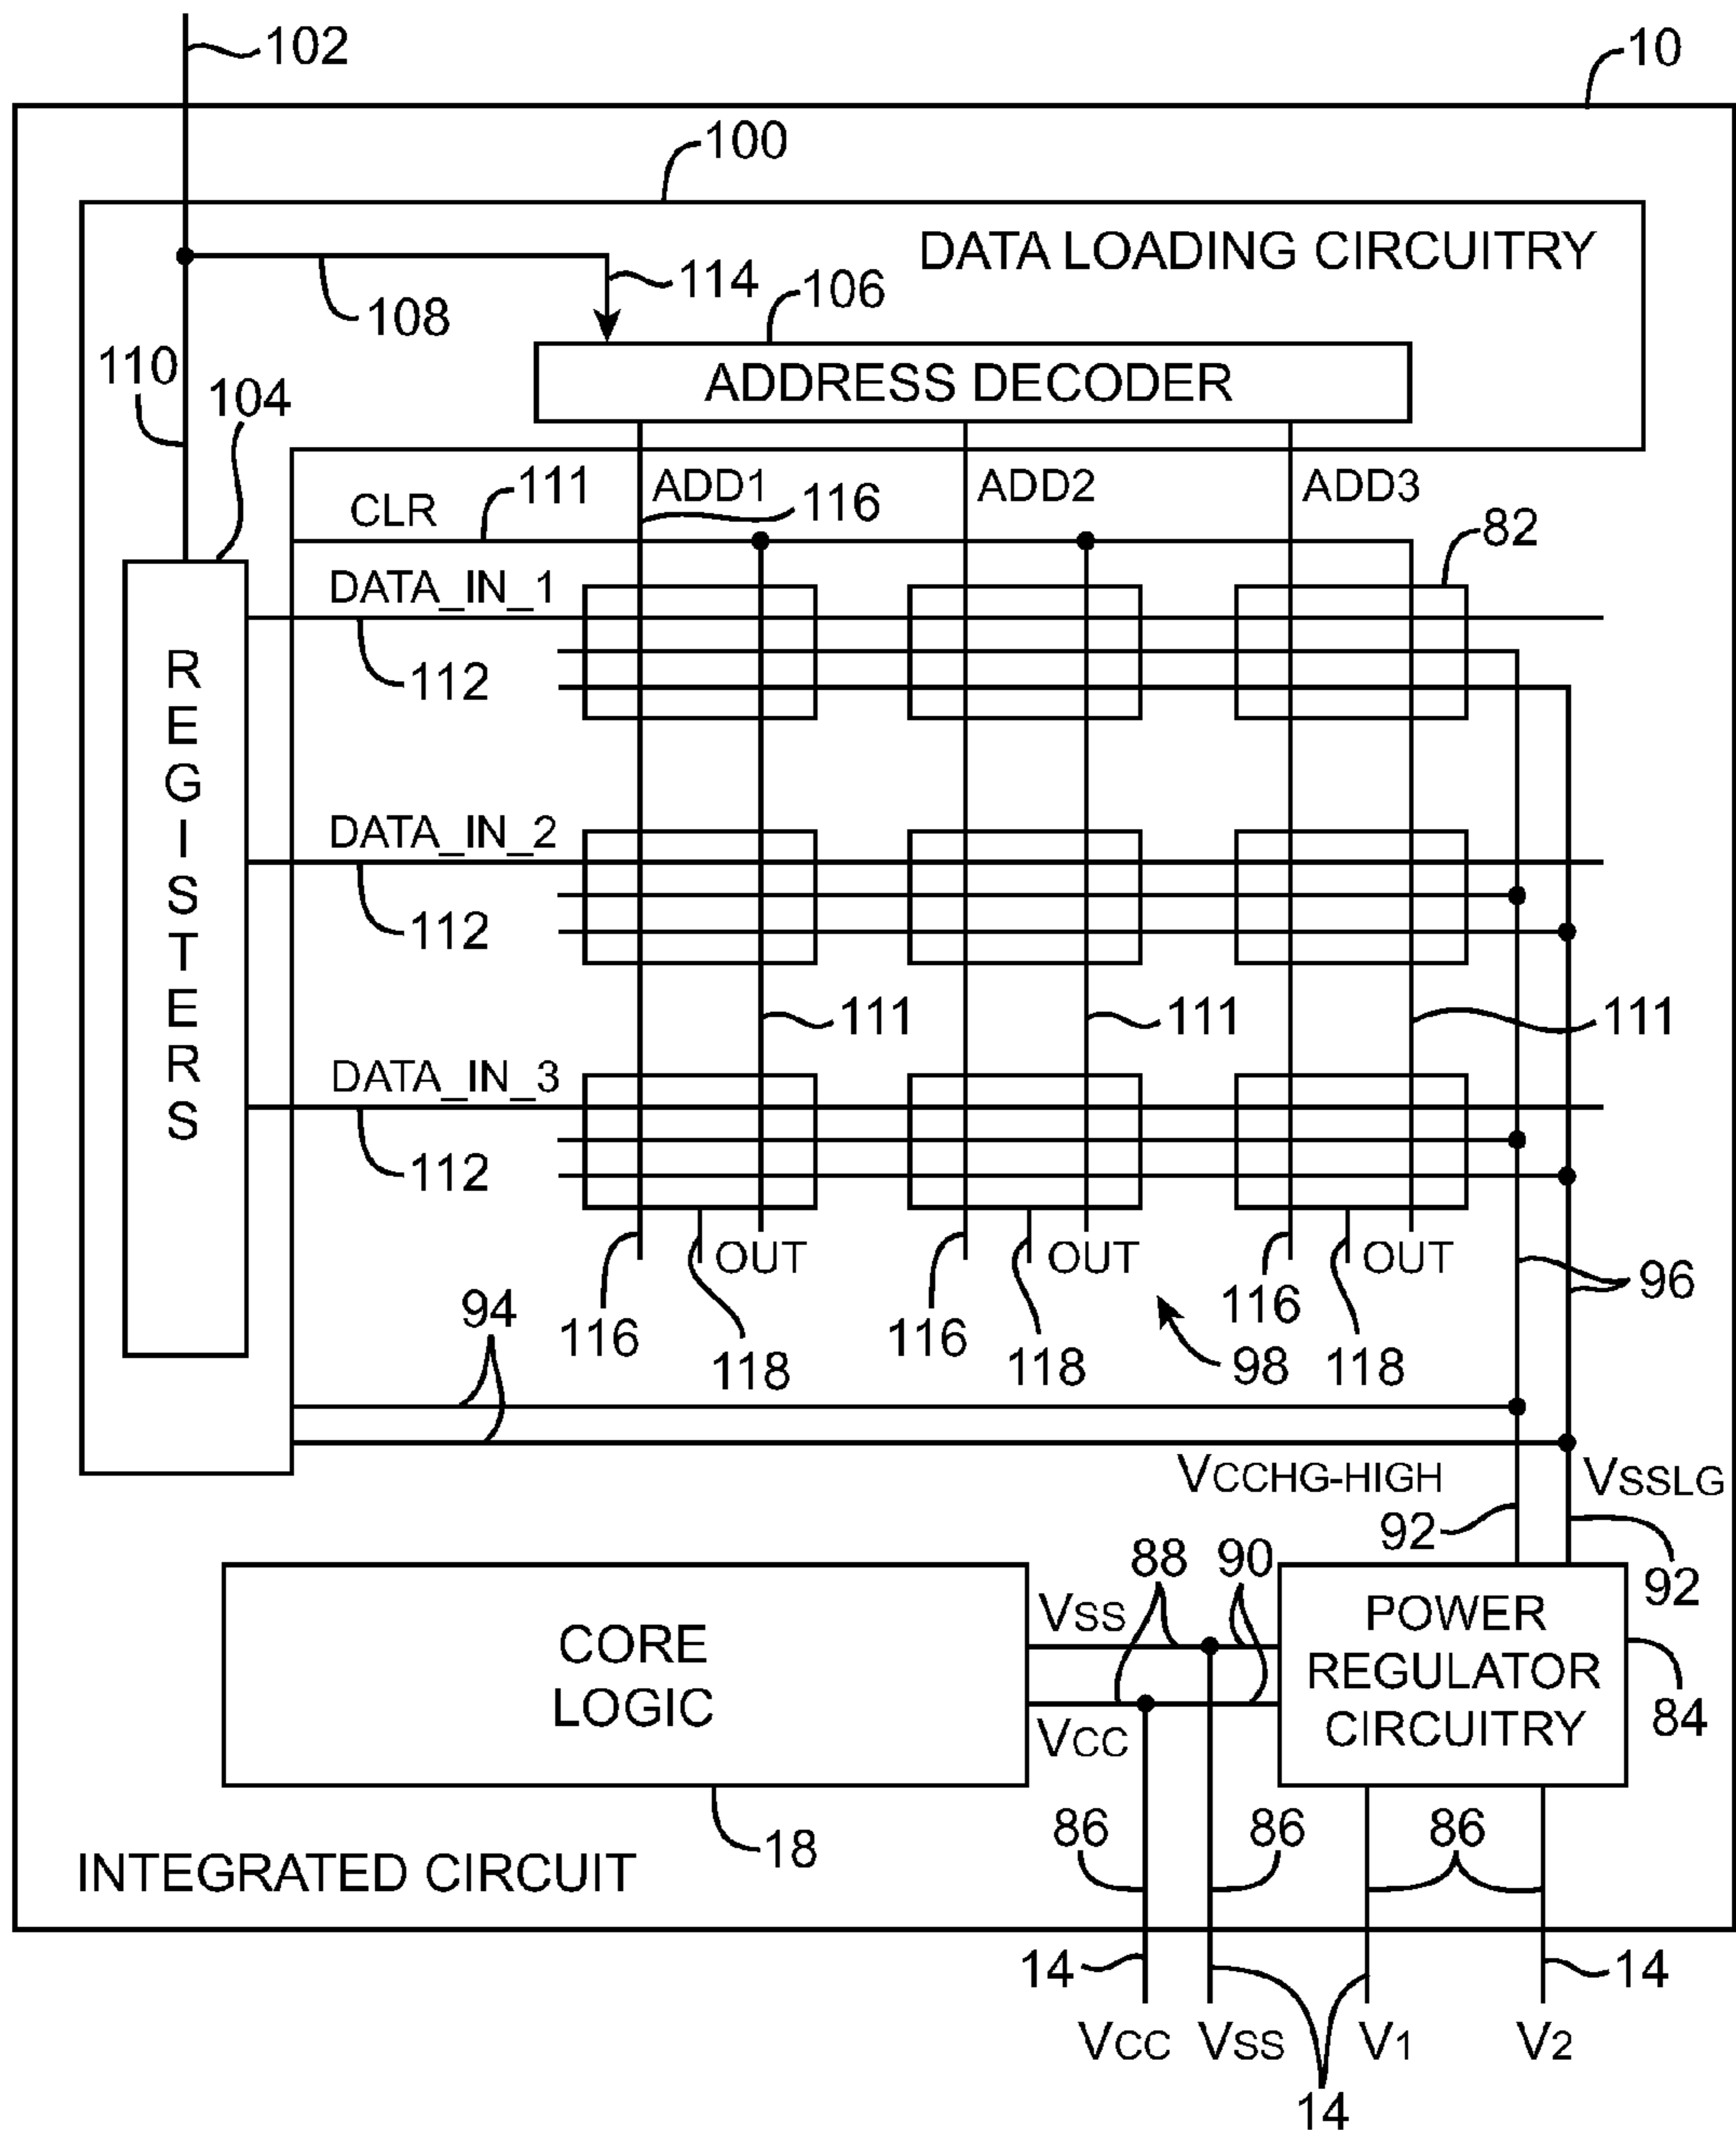 102
10
100
DATA LOADING CIRCUITRY
114
106
108
110
ADDRESS DECODER
104
ADD1
ADD2
ADD3
CLR
111
116
82
DATA_IN_1
112
REGISTERS
DATA_IN_2
112
111
111
111
DATA_IN_3
112
OUT
OUT
OUT
96
94
116
118
116
118
98
116
118
VCCHG-HIGH
VSSLG
92
92
88
90
CORE
LOGIC
VSS
VCC
POWER
REGULATOR
CIRCUITRY
84
18
86
86
86
INTEGRATED CIRCUIT
14
14
VCC
VSS
V1
V2
14